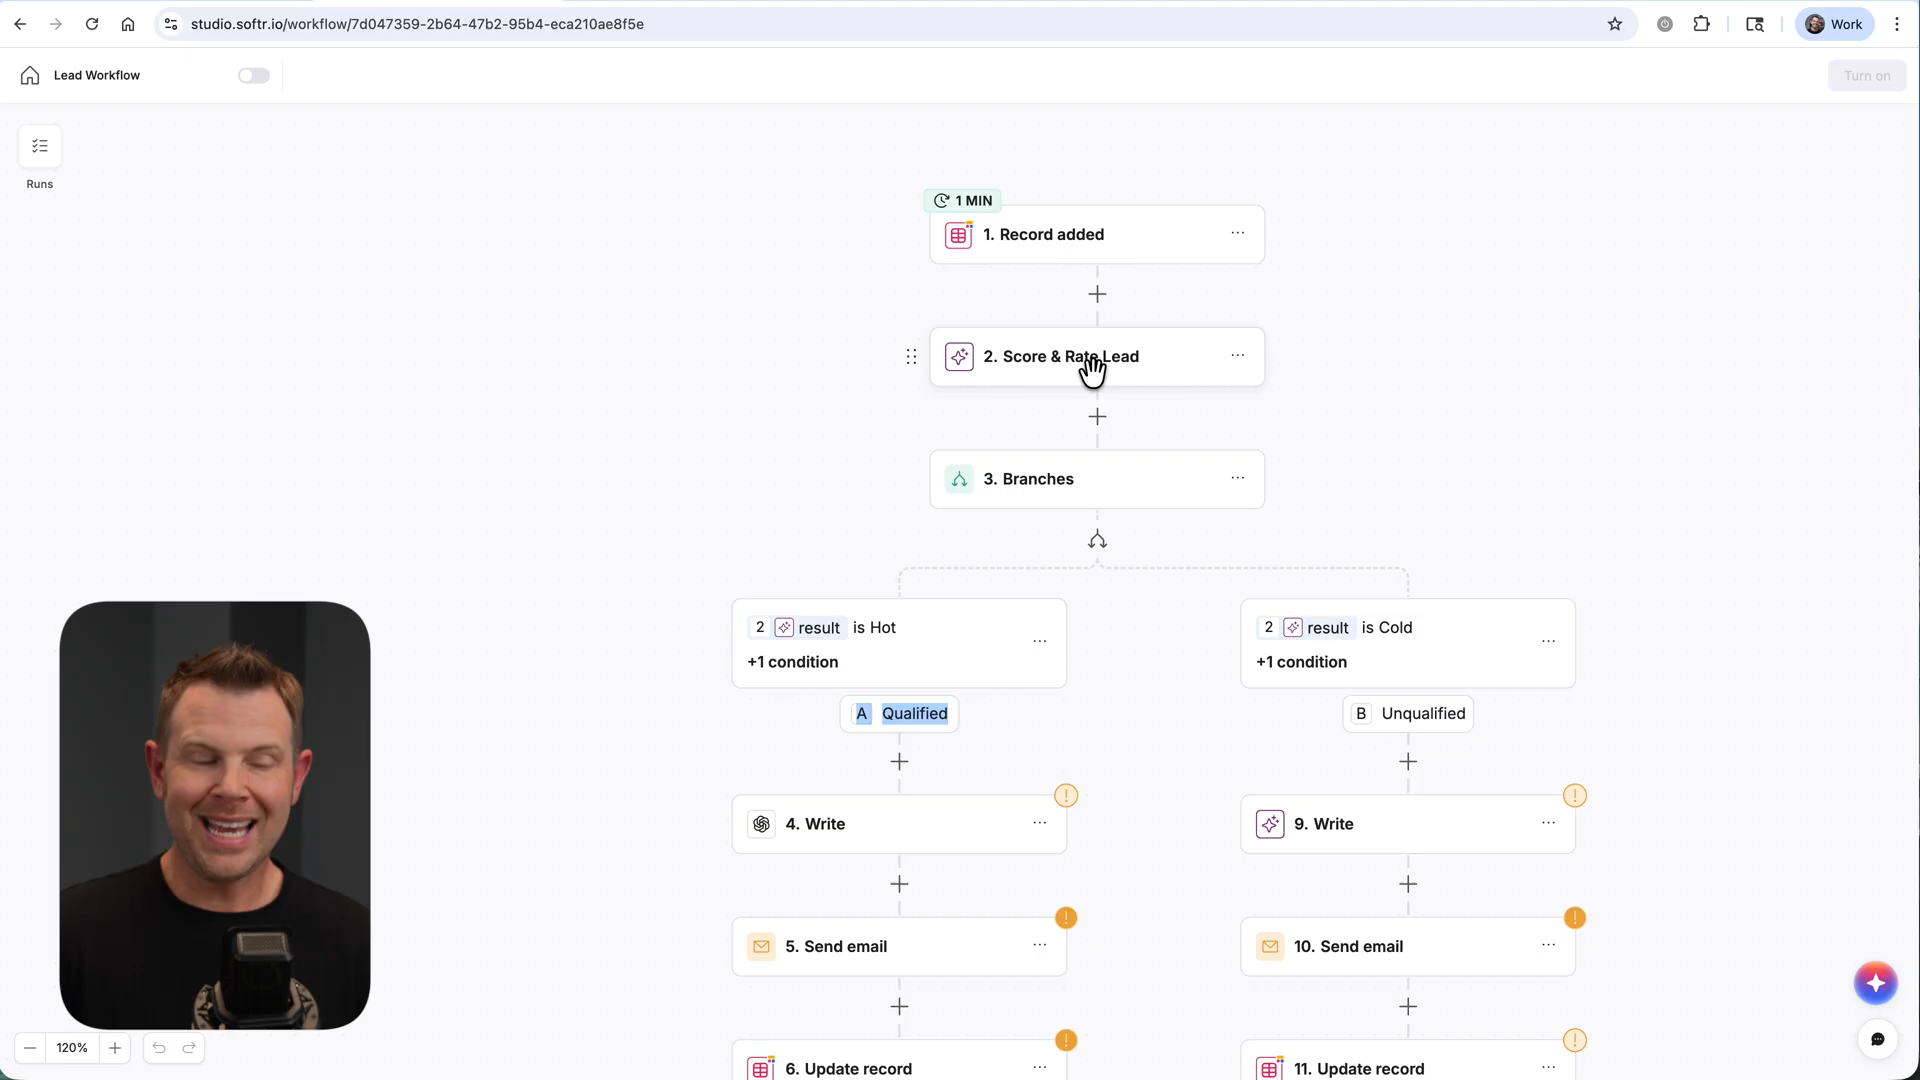 studio.softr.io/workflow/7d047359-2b64-47b2-95b4-eca210ae8f5e
Work
Lead Workflow
Turn on
Runs
1 MIN
1. Record added
2. Score & Rate Lead
3. Branches
2 result is Hot
+1 condition
2 result is Cold
+1 condition
A Qualified
B Unqualified
4. Write
9. Write
5. Send email
10. Send email
6. Update record
11. Update record
120%